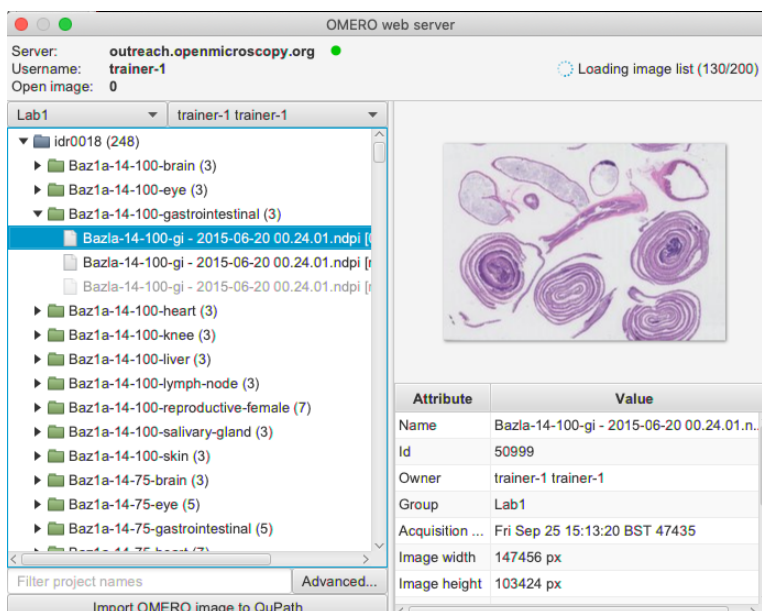 OMERO web server
Server: outreach.openmicroscopy.org
Username: trainer-1
Open image: 0
Loading image list (130/200)
Lab1
trainer-1 trainer-1
idr0018 (248)
Baz1a-14-100-brain (3)
Baz1a-14-100-eye (3)
Baz1a-14-100-gastrointestinal (3)
Bazla-14-100-gi - 2015-06-20 00.24.01.ndpi
Bazla-14-100-gi - 2015-06-20 00.24.01.ndpi
Bazla-14-100-gi - 2015-06-20 00.24.01.ndpi
Baz1a-14-100-heart (3)
Baz1a-14-100-knee (3)
Baz1a-14-100-liver (3)
Baz1a-14-100-lymph-node (3)
Baz1a-14-100-reproductive-female (7)
Baz1a-14-100-salivary-gland (3)
Baz1a-14-100-skin (3)
Baz1a-14-75-brain (3)
Baz1a-14-75-eye (5)
Baz1a-14-75-gastrointestinal (5)
Baz1a-14-75-heart (7)
Filter project names
Advanced...
Import OMERO image to QuPath
Attribute Value
Name Bazla-14-100-gi - 2015-06-20 00.24.01.n...
Id 50999
Owner trainer-1 trainer-1
Group Lab1
Acquisition ... Fri Sep 25 15:13:20 BST 47435
Image width 147456 px
Image height 103424 px